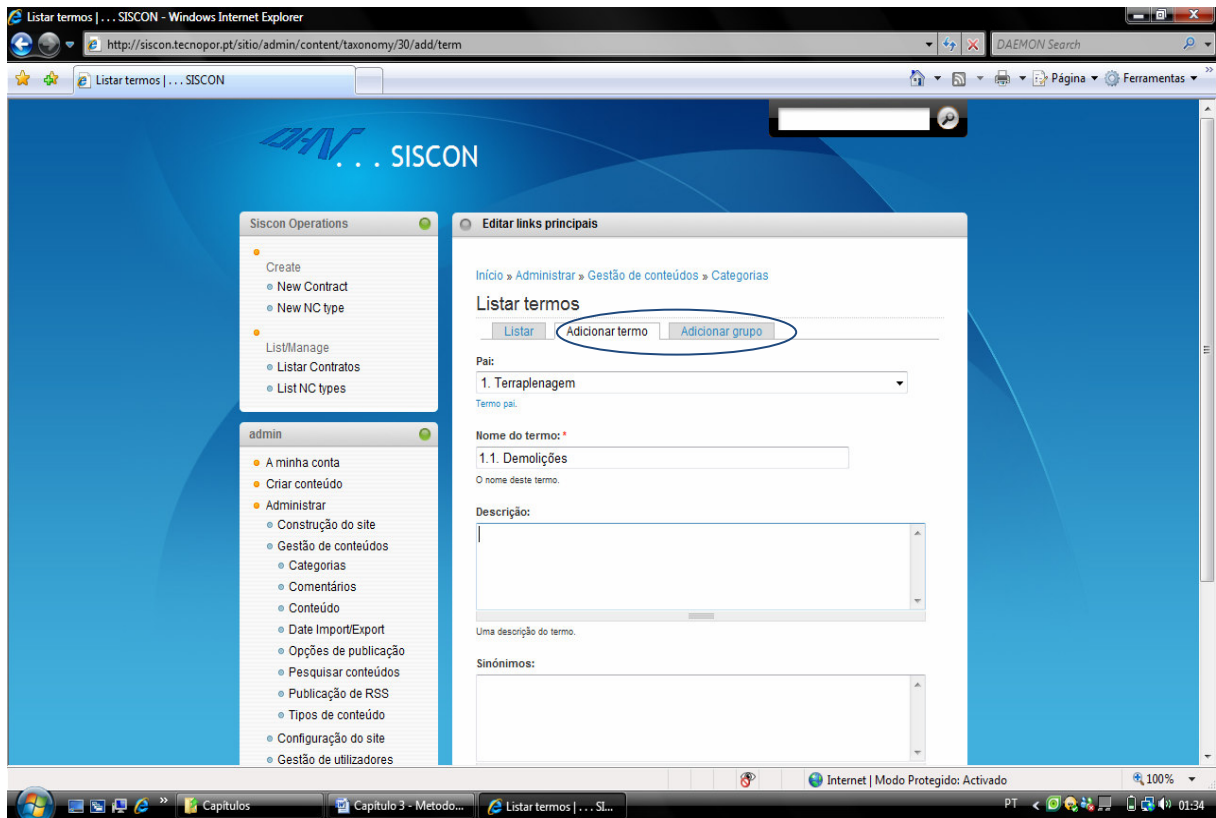 Listar termos | . . . SISCON - Windows Internet Explorer
http://siscon.tecnopor.pt/sitio/admin/content/taxonomy/30/add/term
DAEMON Search
Listar termos | . . . SISCON
Página
Ferramentas
. . . SISCON
Siscon Operations
Create
New Contract
New NC type
List/Manage
Listar Contratos
List NC types
admin
A minha conta
Criar conteúdo
Administrar
Construção do site
Gestão de conteúdos
Categorias
Comentários
Conteúdo
Date Import/Export
Opções de publicação
Pesquisar conteúdos
Publicação de RSS
Tipos de conteúdo
Configuração do site
Gestão de utilizadores
Editar links principais
Início » Administrar » Gestão de conteúdos » Categorias
Listar termos
Listar Adicionar termo Adicionar grupo
Pai:
1. Terraplenagem
Termo pai.
Nome do termo: *
1.1. Demolições
O nome deste termo.
Descrição:
Uma descrição do termo.
Sinónimos:
Internet | Modo Protegido: Activado
100%
Capítulos
Capítulo 3 - Metodo...
Listar termos | . . . SI...
PT
01:34